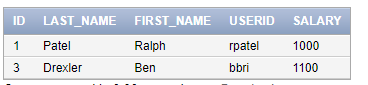 ID LAST_NAME FIRST_NAME USERID SALARY
1 Patel Ralph rpatel 1000
3 Drexler Ben bbri 1100